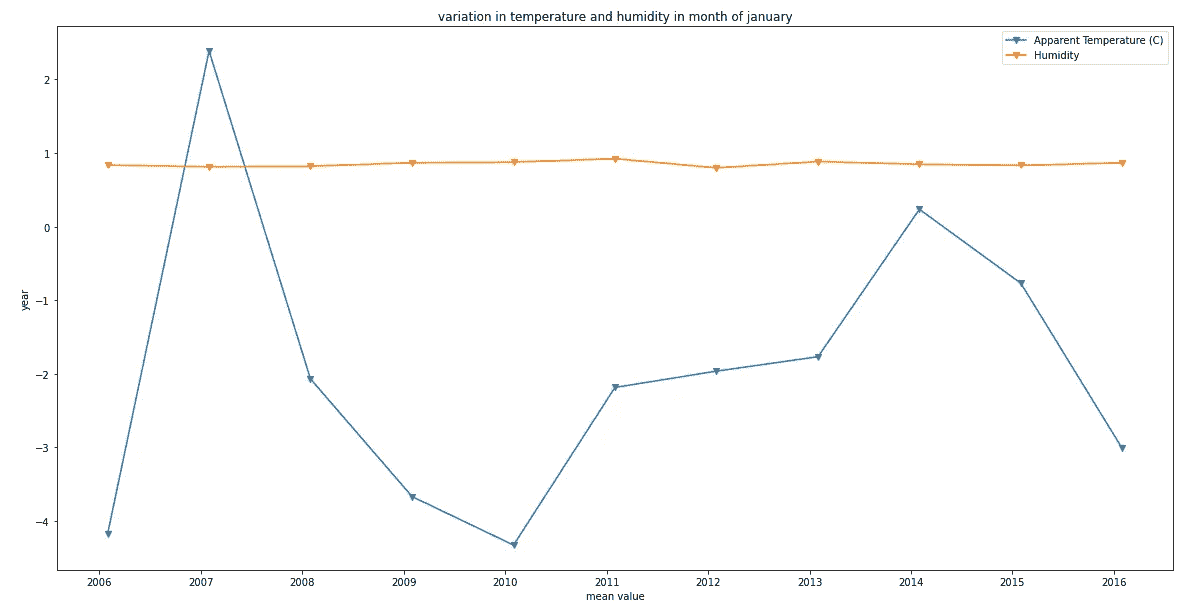 variation in temperature and humidity in month of january
Apparent Temperature (C)
Humidity
year
2
1
0
−1
−2
−3
−4
2006 2007 2008 2009 2010 2011 2012 2013 2014 2015 2016
mean value